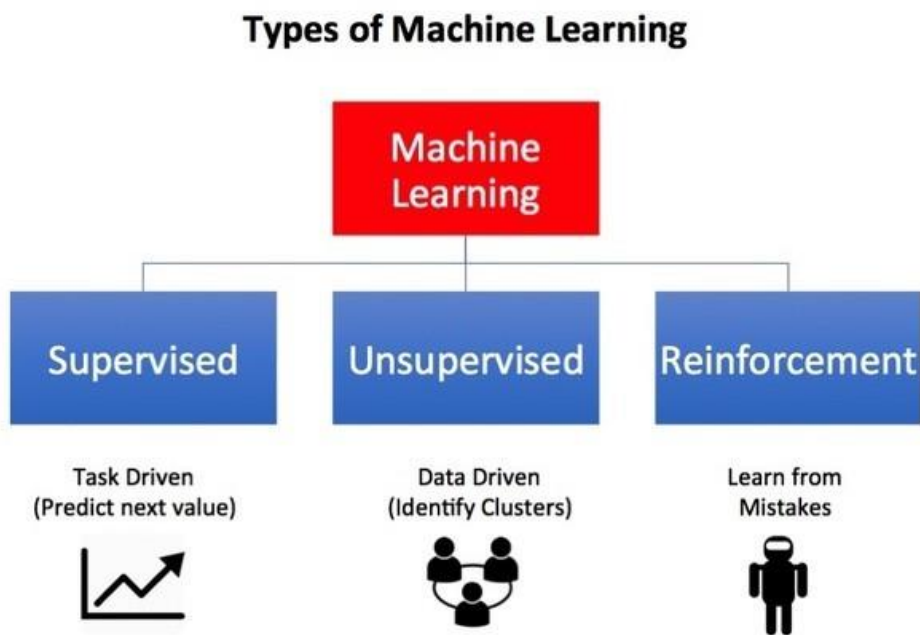 Types of Machine Learning
Machine
Learning
Supervised
Unsupervised
Reinforcement
Task Driven
(Predict next value)
Data Driven
(Identify Clusters)
Learn from
Mistakes